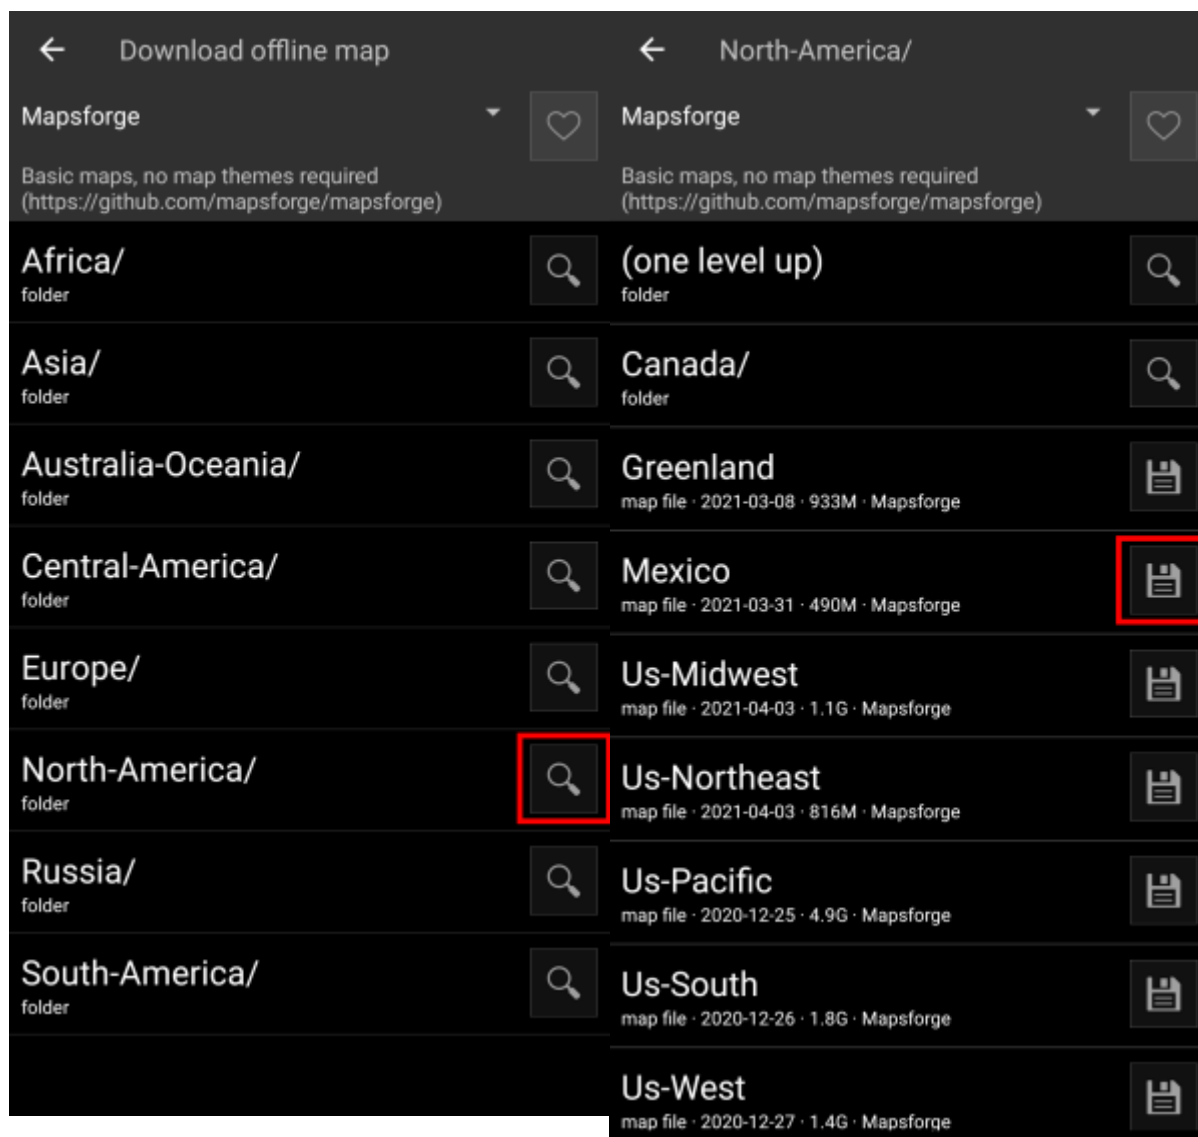 Download offline map
Mapsforge
Basic maps, no map themes required
(https://github.com/mapsforge/mapsforge)
Africa/
folder
Asia/
folder
Australia-Oceania/
folder
Central-America/
folder
Europe/
folder
North-America/
folder
Russia/
folder
South-America/
folder
North-America/
Mapsforge
Basic maps, no map themes required
(https://github.com/mapsforge/mapsforge)
(one level up)
folder
Canada/
folder
Greenland
map file · 2021-03-08 · 933M · Mapsforge
Mexico
map file · 2021-03-31 · 490M · Mapsforge
Us-Midwest
map file · 2021-04-03 · 1.1G · Mapsforge
Us-Northeast
map file · 2021-04-03 · 816M · Mapsforge
Us-Pacific
map file · 2020-12-25 · 4.9G · Mapsforge
Us-South
map file · 2020-12-26 · 1.8G · Mapsforge
Us-West
map file · 2020-12-27 · 1.4G · Mapsforge